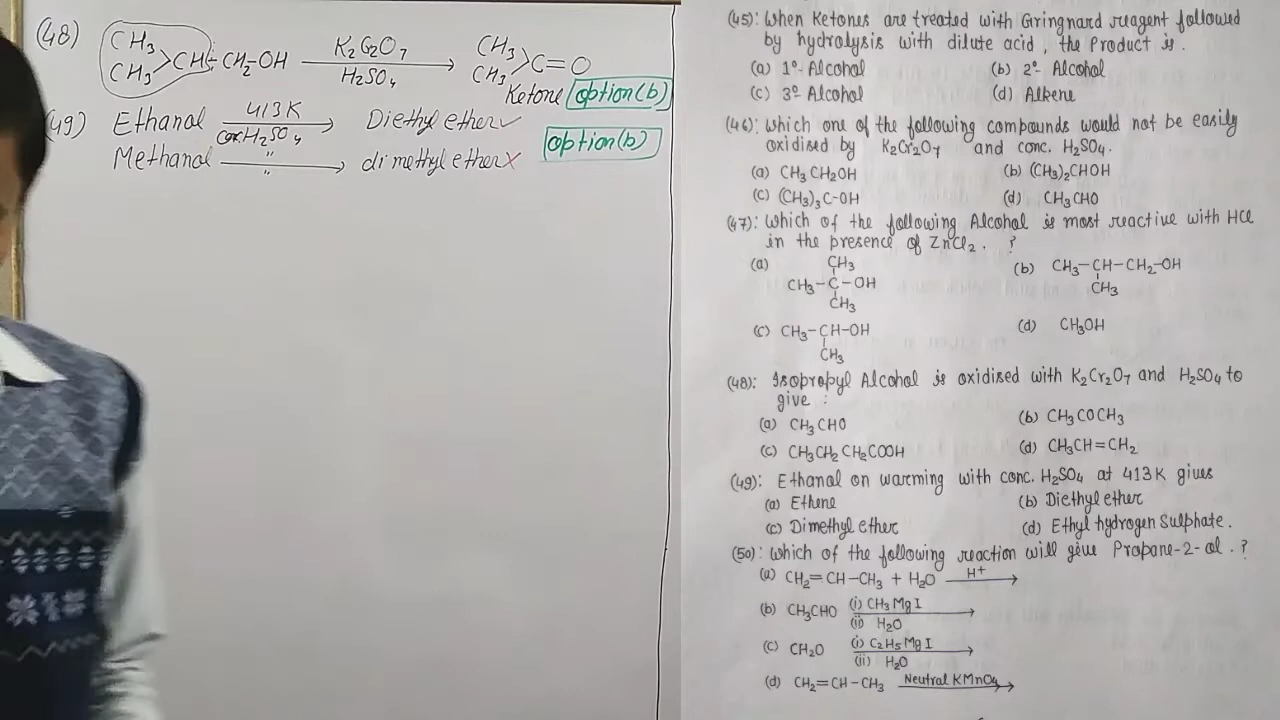 (48) CH3 CH3 > CH-CH2-OH K2Cr2O7 H2SO4 → CH3 CH3 > C=O
Ketone option(b)
(49) Ethanol 413K Conc H2SO4 → Diethyl ether ✓
option(b)
Methanal " " → dimethyl ether ✗
(45): When Ketones are treated with Gringnard reagent followed
by hydrolysis with dilute acid, the Product is.
(a) 1°-Alcohol (b) 2°- Alcohol
(c) 3° Alcohol (d) Alkene
(46): Which one of the following compounds would not be easily
oxidised by K2Cr2O7 and conc. H2SO4.
(a) CH3 CH2OH (b) (CH3)2CHOH
(c) (CH3)3C-OH (d) CH3CHO
(47): Which of the following Alcohol is most reactive with HCl
in the presence of ZnCl2. ?
(a) CH3-C(CH3)(CH3)-OH (b) CH3-CH(CH3)-CH2-OH
(c) CH3-CH(CH3)-OH (d) CH3OH
(48): Isopropyl Alcohol is oxidised with K2Cr2O7 and H2SO4 to
give :
(a) CH3CHO (b) CH3COCH3
(c) CH3CH2CH2COOH (d) CH3CH=CH2
(49): Ethanol on warming with conc. H2SO4 at 413K gives
(a) Ethene (b) Diethyl ether
(c) Dimethyl ether (d) Ethyl hydrogen Sulphate.
(50): Which of the following reaction will give Propane-2-ol.?
(a) CH2=CH-CH3 + H2O H+ →
(b) CH3CHO (i) CH3MgI (ii) H2O →
(c) CH2O (i) C2H5MgI (ii) H2O →
(d) CH2=CH-CH3 Neutral KMnO4 →